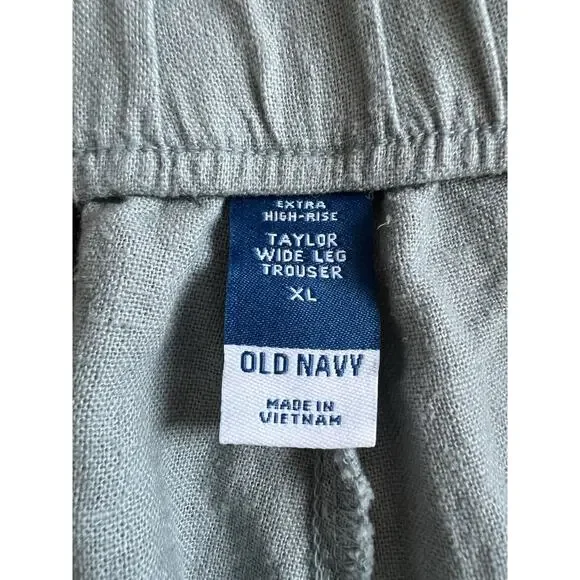 EXTRA
HIGH-RISE
TAYLOR
WIDE LEG
TROUSER
XL
OLD NAVY
MADE IN
VIETNAM